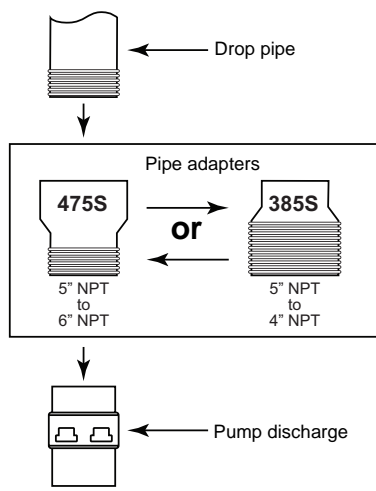 Drop pipe
Pipe adapters
475S
or
385S
5” NPT
to
6” NPT
5” NPT
to
4” NPT
Pump discharge